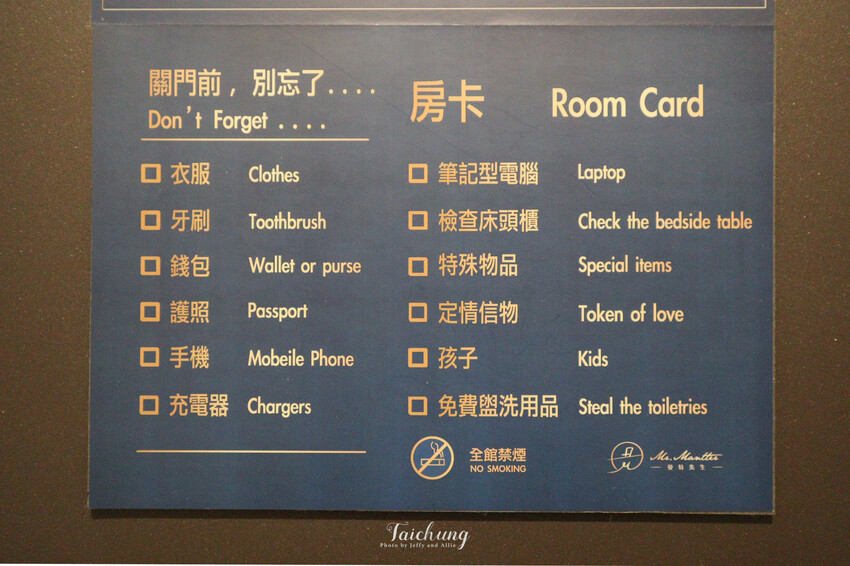 關門前，別忘了....
Don't Forget ....
房卡 Room Card
衣服 Clothes
牙刷 Toothbrush
錢包 Wallet or purse
護照 Passport
手機 Mobeile Phone
充電器 Chargers
筆記型電腦 Laptop
檢查床頭櫃 Check the bedside table
特殊物品 Special items
定情信物 Token of love
孩子 Kids
免費盥洗用品 Steal the toiletries
全館禁煙
NO SMOKING
Mr. Mantter
曼特先生
Taichung
Photo by Jeffy and Allie